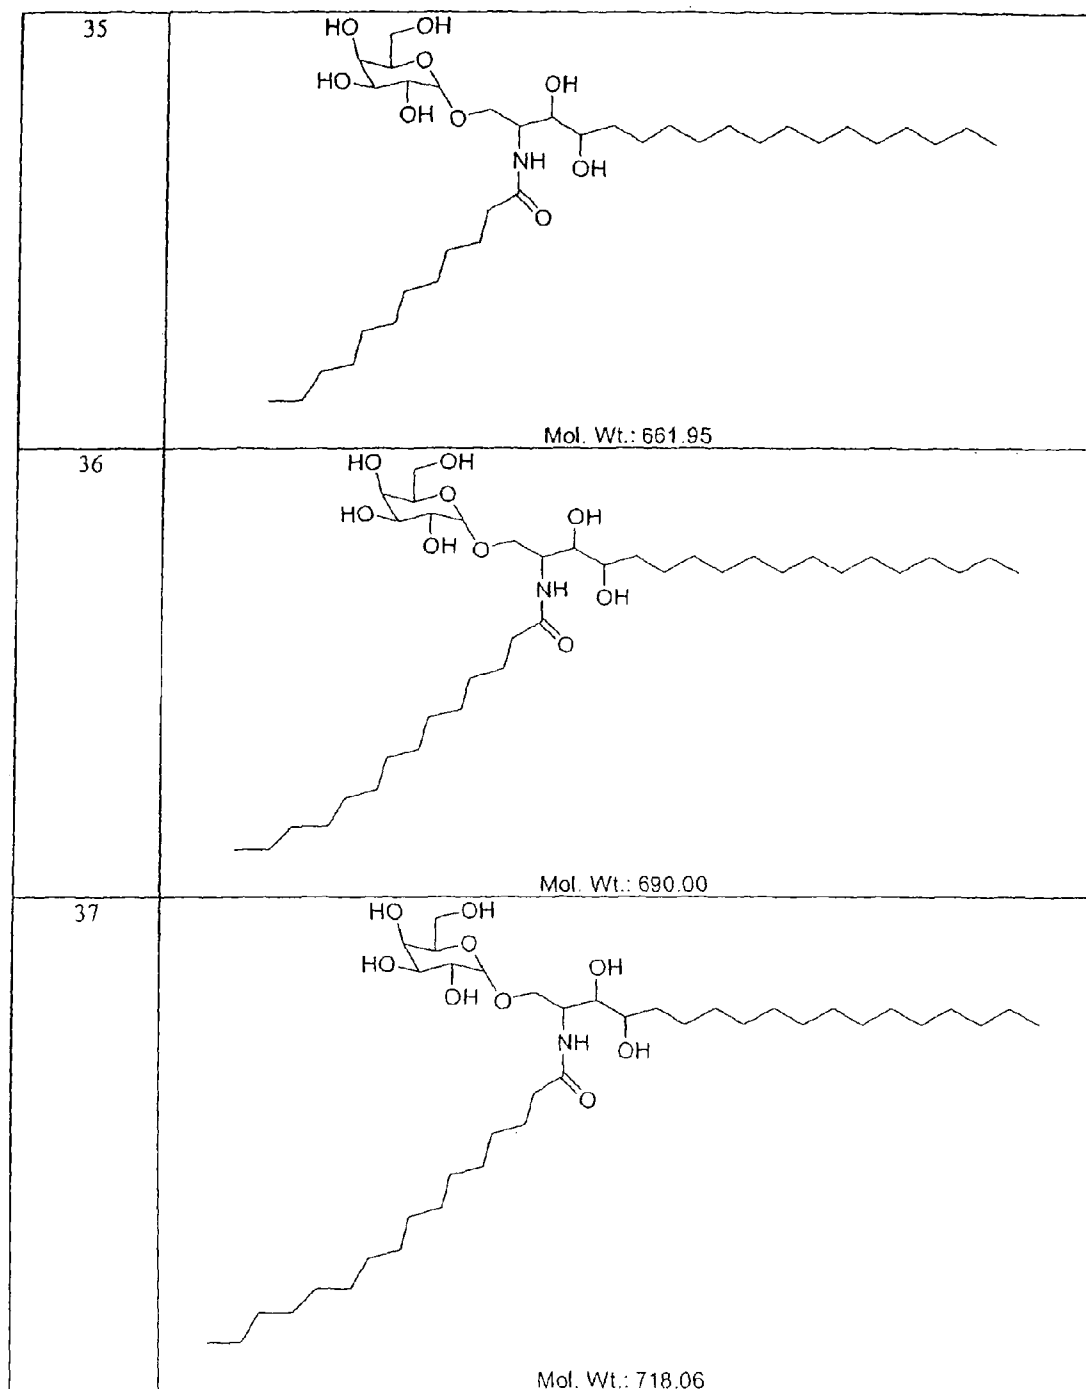 35
HO OH
O
HO
OH
O
OH
NH
OH
O
Mol. Wt.: 661.95
36
HO OH
O
HO
OH
O
OH
NH
OH
O
Mol. Wt.: 690.00
37
HO OH
O
HO
OH
O
OH
NH
OH
O
Mol. Wt.: 718.06